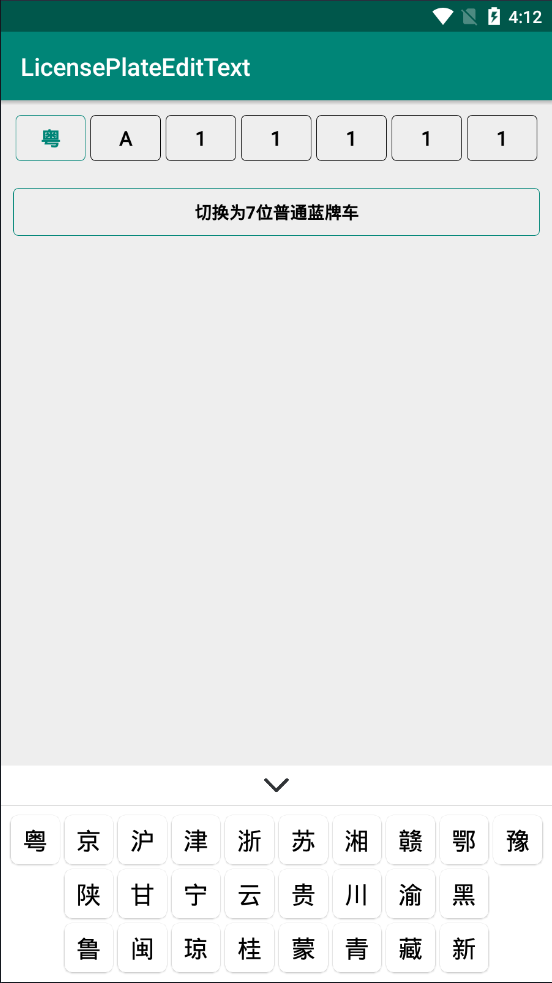 4:12
LicensePlateEditText
粤 A 1 1 1 1 1
切换为7位普通蓝牌车
粤 京 沪 津 浙 苏 湘 赣 鄂 豫
陕 甘 宁 云 贵 川 渝 黑
鲁 闽 琼 桂 蒙 青 藏 新